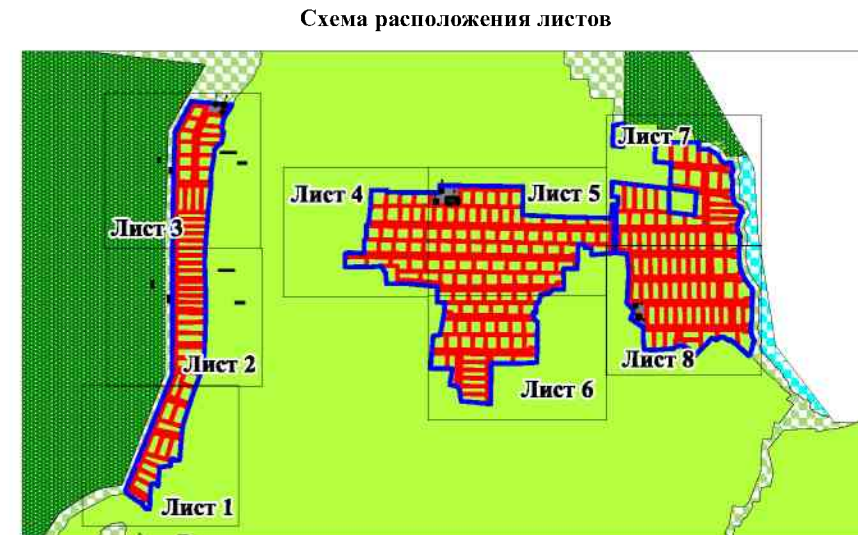 Схема расположения листов
Лист 7
Лист 4
Лист 5
Лист 3
Лист 2
Лист 8
Лист 6
Лист 1